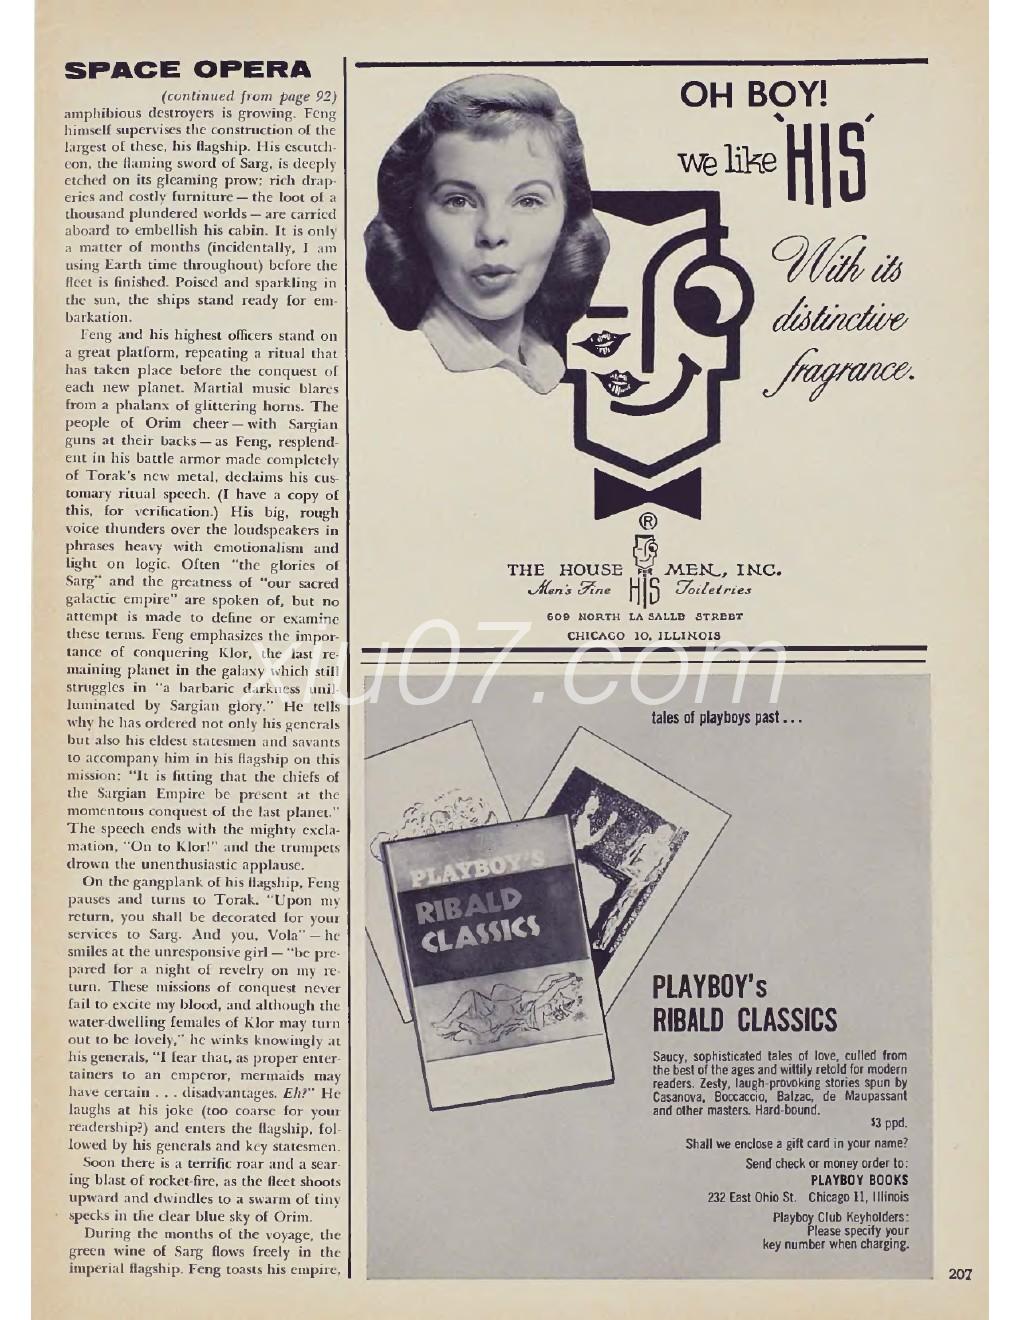 SPACE OPERA
(continued from page 92)
amphibious destroyers is growing. Feng
himself supervises the construction of the
largest of these, his flagship. His escutch-
eon, the flaming sword of Sarg, is deeply
etched on its gleaming prow; rich drap-
eries and costly furniture — the loot of a
thousand plundered worlds — are carried
aboard to embellish his cabin. It is only
a matter of months (incidentally, I am
using Earth time throughout) before the
fleet is finished. Poised and sparkling in
the sun, the ships stand ready for em-
barkation.
Feng and his highest officers stand on
a great platform, repeating a ritual that
has taken place before the conquest of
each new planet. Martial music blares
from a phalanx of glittering horns. The
people of Orim cheer — with Sargian
guns at their backs — as Feng, resplend-
ent in his battle armor made completely
of Torak's new metal, declaims his cus-
tomary ritual speech. (I have a copy of
this, for verification.) His big, rough
voice thunders over the loudspeakers in
phrases heavy with emotionalism and
light on logic. Often "the glories of
Sarg" and the greatness of "our sacred
galactic empire" are spoken of, but no
attempt is made to define or examine
these terms. Feng emphasizes the impor-
tance of conquering Klor, the last re-
maining planet in the galaxy which still
struggles in "a barbaric darkness unil-
luminated by Sargian glory." He tells
why he has ordered not only his generals
but also his eldest statesmen and savants
to accompany him in his flagship on this
mission: "It is fitting that the chiefs of
the Sargian Empire be present at the
momentous conquest of the last planet."
The speech ends with the mighty excla-
mation, "On to Klor!" and the trumpets
drown the unenthusiastic applause.
On the gangplank of his flagship, Feng
pauses and turns to Torak. "Upon my
return, you shall be decorated for your
services to Sarg. And you, Vola" — he
smiles at the unresponsive girl — "be pre-
pared for a night of revelry on my re-
turn. These missions of conquest never
fail to excite my blood, and although the
water-dwelling females of Klor may turn
out to be lovely," he winks knowingly at
his generals, "I fear that, as proper enter-
tainers to an emperor, mermaids may
have certain . . . disadvantages. Eh?" He
laughs at his joke (too coarse for your
readership?) and enters the flagship, fol-
lowed by his generals and key statesmen.
Soon there is a terrific roar and a sear-
ing blast of rocket-fire, as the fleet shoots
upward and dwindles to a swarm of tiny
specks in the clear blue sky of Orim.
During the months of the voyage, the
green wine of Sarg flows freely in the
imperial flagship. Feng toasts his empire,
OH BOY!
we like 'HIS'
With its
distinctive
fragrance.
®
THE HOUSE MEN, INC.
Men's Fine HIS Toiletries
609 NORTH LA SALLE STREET
CHICAGO 10, ILLINOIS
xiu07.com
tales of playboys past . . .
PLAYBOY'S
RIBALD
CLASSICS
PLAYBOY's
RIBALD CLASSICS
Saucy, sophisticated tales of love, culled from
the best of the ages and wittily retold for modern
readers. Zesty, laugh-provoking stories spun by
Casanova, Boccaccio, Balzac, de Maupassant
and other masters. Hard-bound.
$3 ppd.
Shall we enclose a gift card in your name?
Send check or money order to:
PLAYBOY BOOKS
232 East Ohio St. Chicago 11, Illinois
Playboy Club Keyholders:
Please specify your
key number when charging.
207